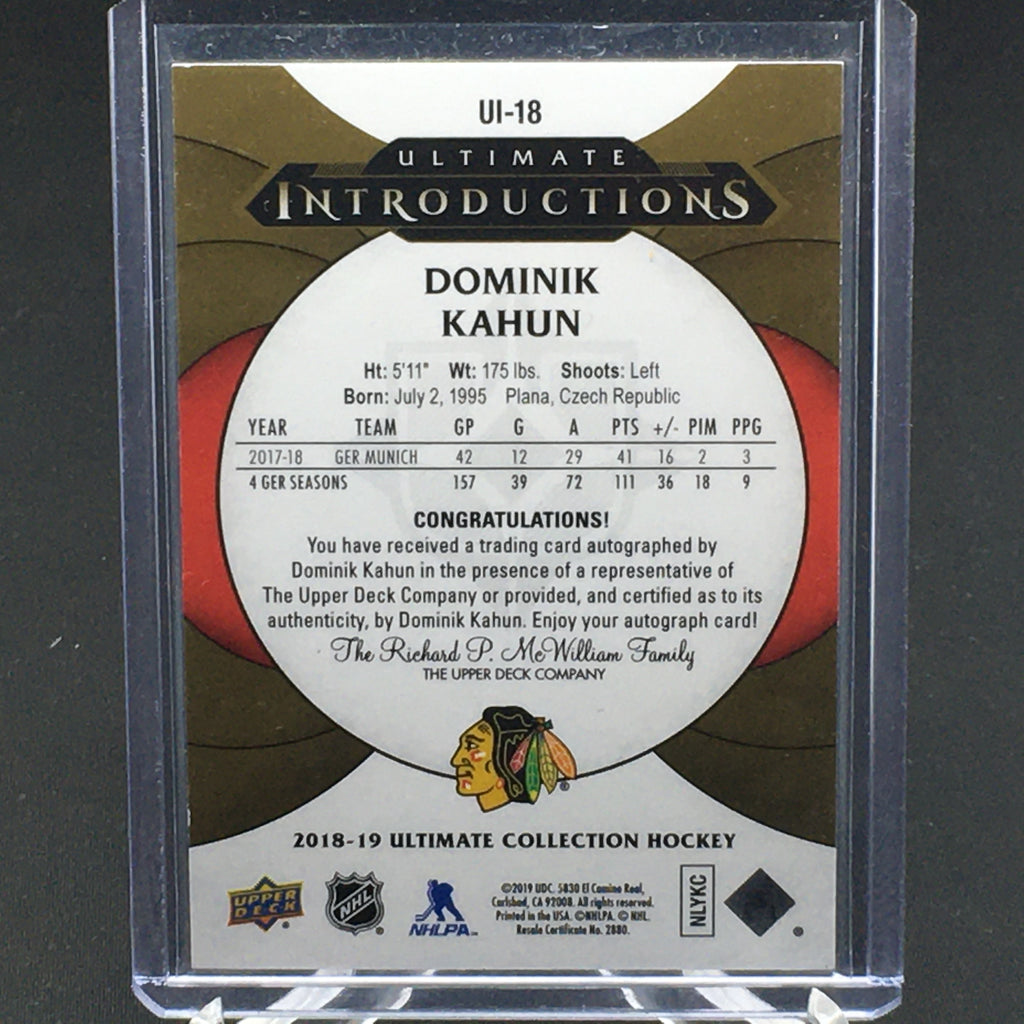 UI-18
ULTIMATE
INTRODUCTIONS
DOMINIK
KAHUN
Ht: 5'11" Wt: 175 lbs. Shoots: Left
Born: July 2, 1995 Plana, Czech Republic
YEAR TEAM GP G A PTS +/- PIM PPG
2017-18 GER MUNICH 42 12 29 41 16 2 3
4 GER SEASONS 157 39 72 111 36 18 9
CONGRATULATIONS!
You have received a trading card autographed by
Dominik Kahun in the presence of a representative of
The Upper Deck Company or provided, and certified as to its
authenticity, by Dominik Kahun. Enjoy your autograph card!
The Richard P. McWilliam Family
THE UPPER DECK COMPANY
®
2018-19 ULTIMATE COLLECTION HOCKEY
UPPER DECK ® NHL ® NHLPA™ NLYKC ®
©2019 UDC. 5830 El Camino Real,
Carlsbad, CA 92008. All rights reserved.
Printed in the USA. ©NHLPA. © NHL.
Resale Certificate No. 2880.